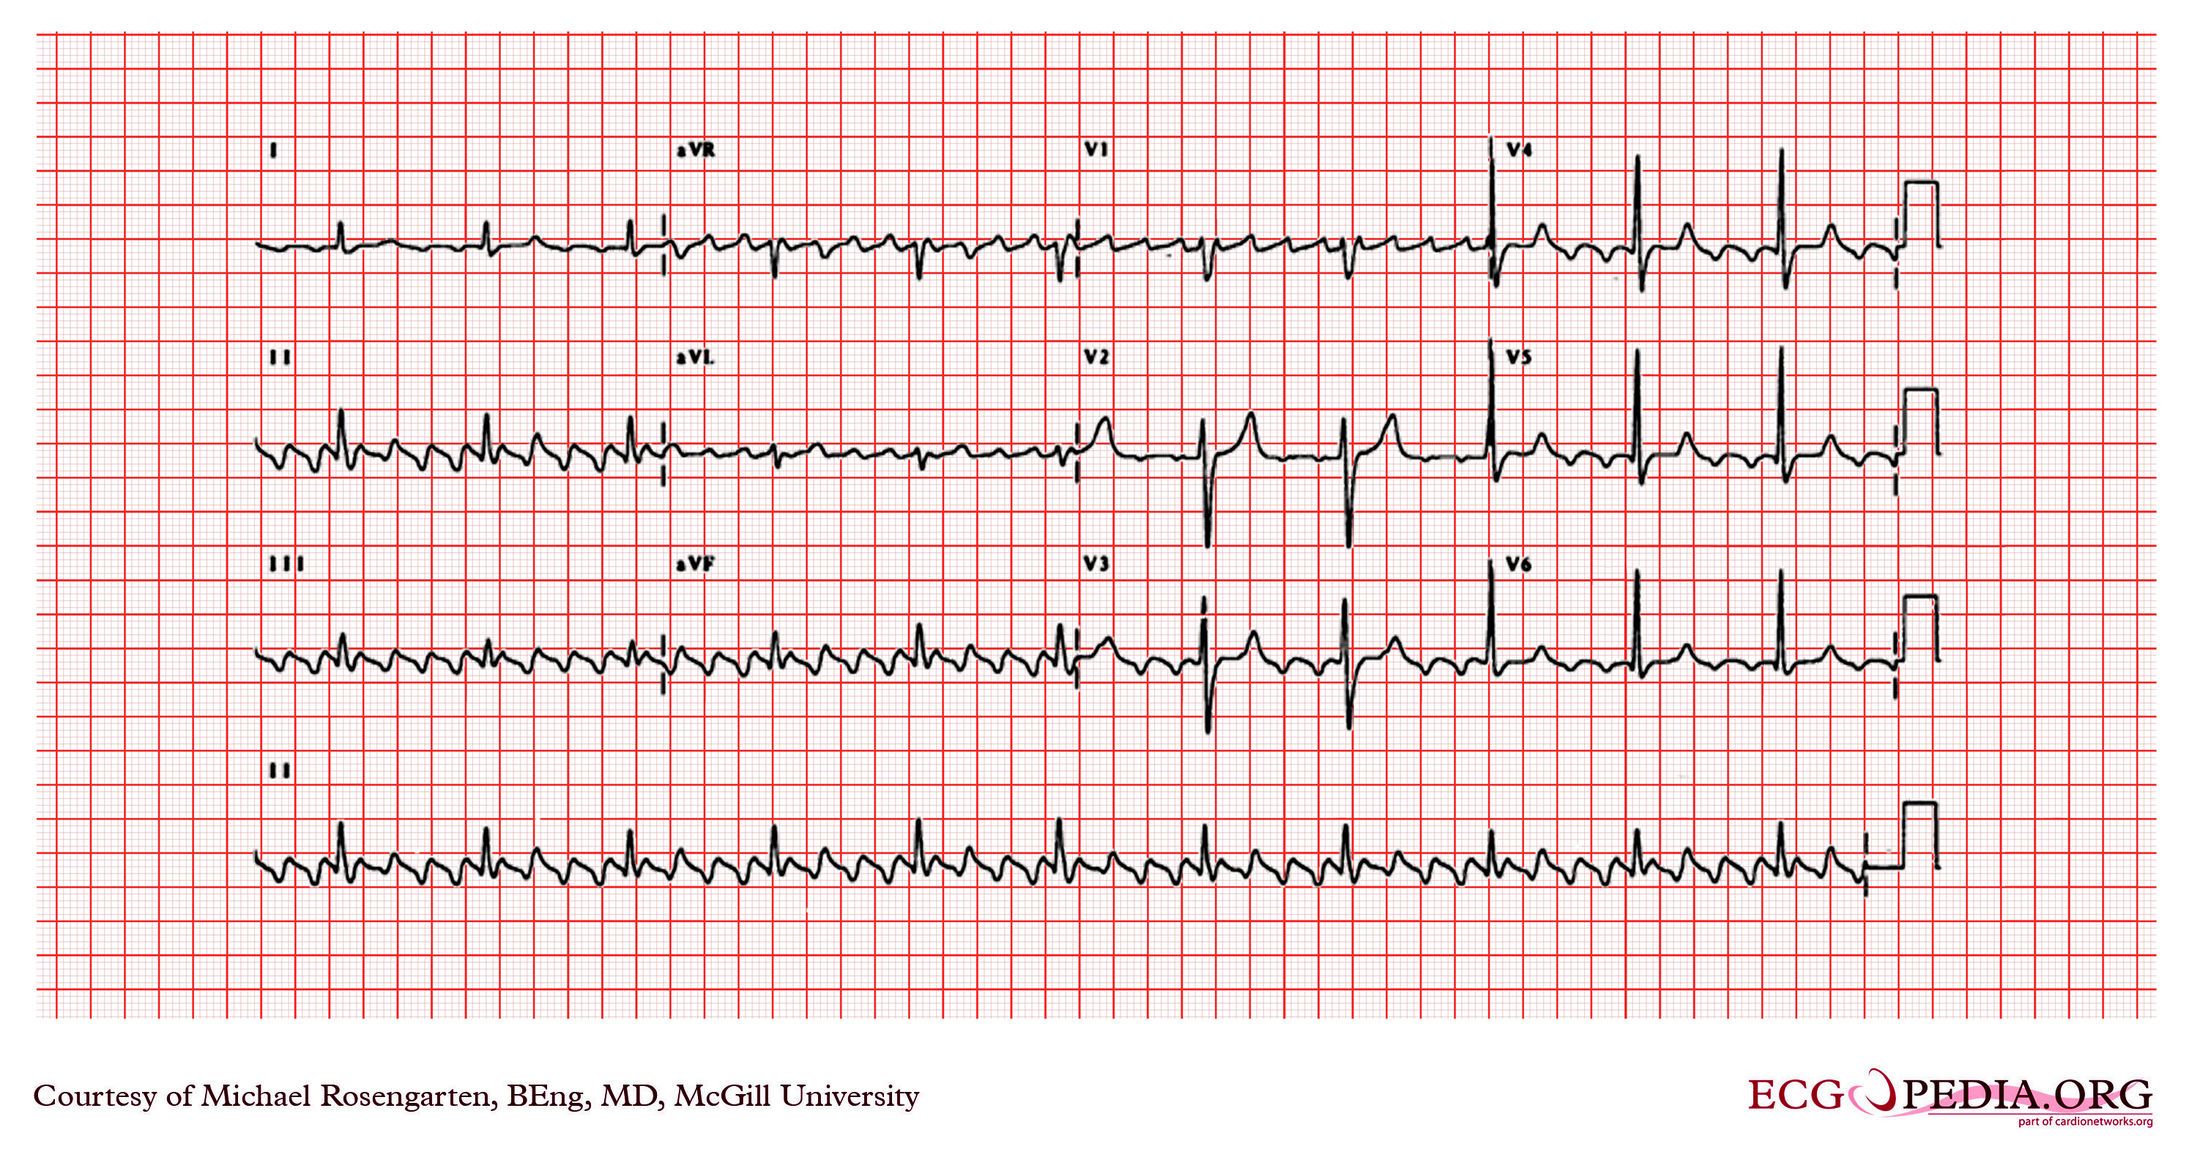 I aVR V1 V4
II aVL V2 V5
III aVF V3 V6
II
Courtesy of Michael Rosengarten, BEng, MD, McGill University
ECGPEDIA.ORG
part of cardionetworks.org